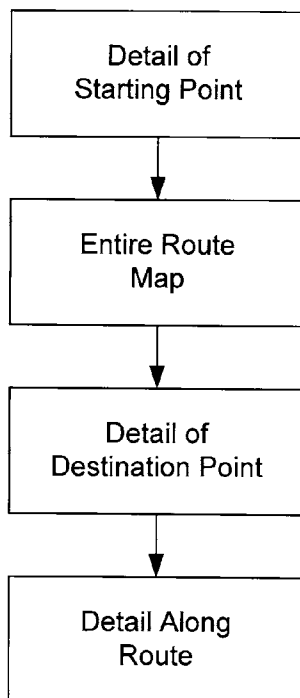 Detail of
Starting Point
Entire Route
Map
Detail of
Destination Point
Detail Along
Route